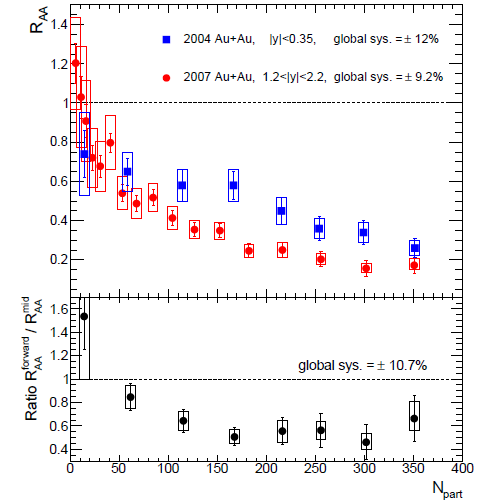 R_AA
1.4
1.2
1
0.8
0.6
0.4
0.2
2004 Au+Au, |y|<0.35, global sys. = ± 12%
2007 Au+Au, 1.2<|y|<2.2, global sys. = ± 9.2%
Ratio R_AA^forward / R_AA^mid
1.6
1.4
1.2
1
0.8
0.6
0.4
global sys. = ± 10.7%
0 50 100 150 200 250 300 350 400
N_part